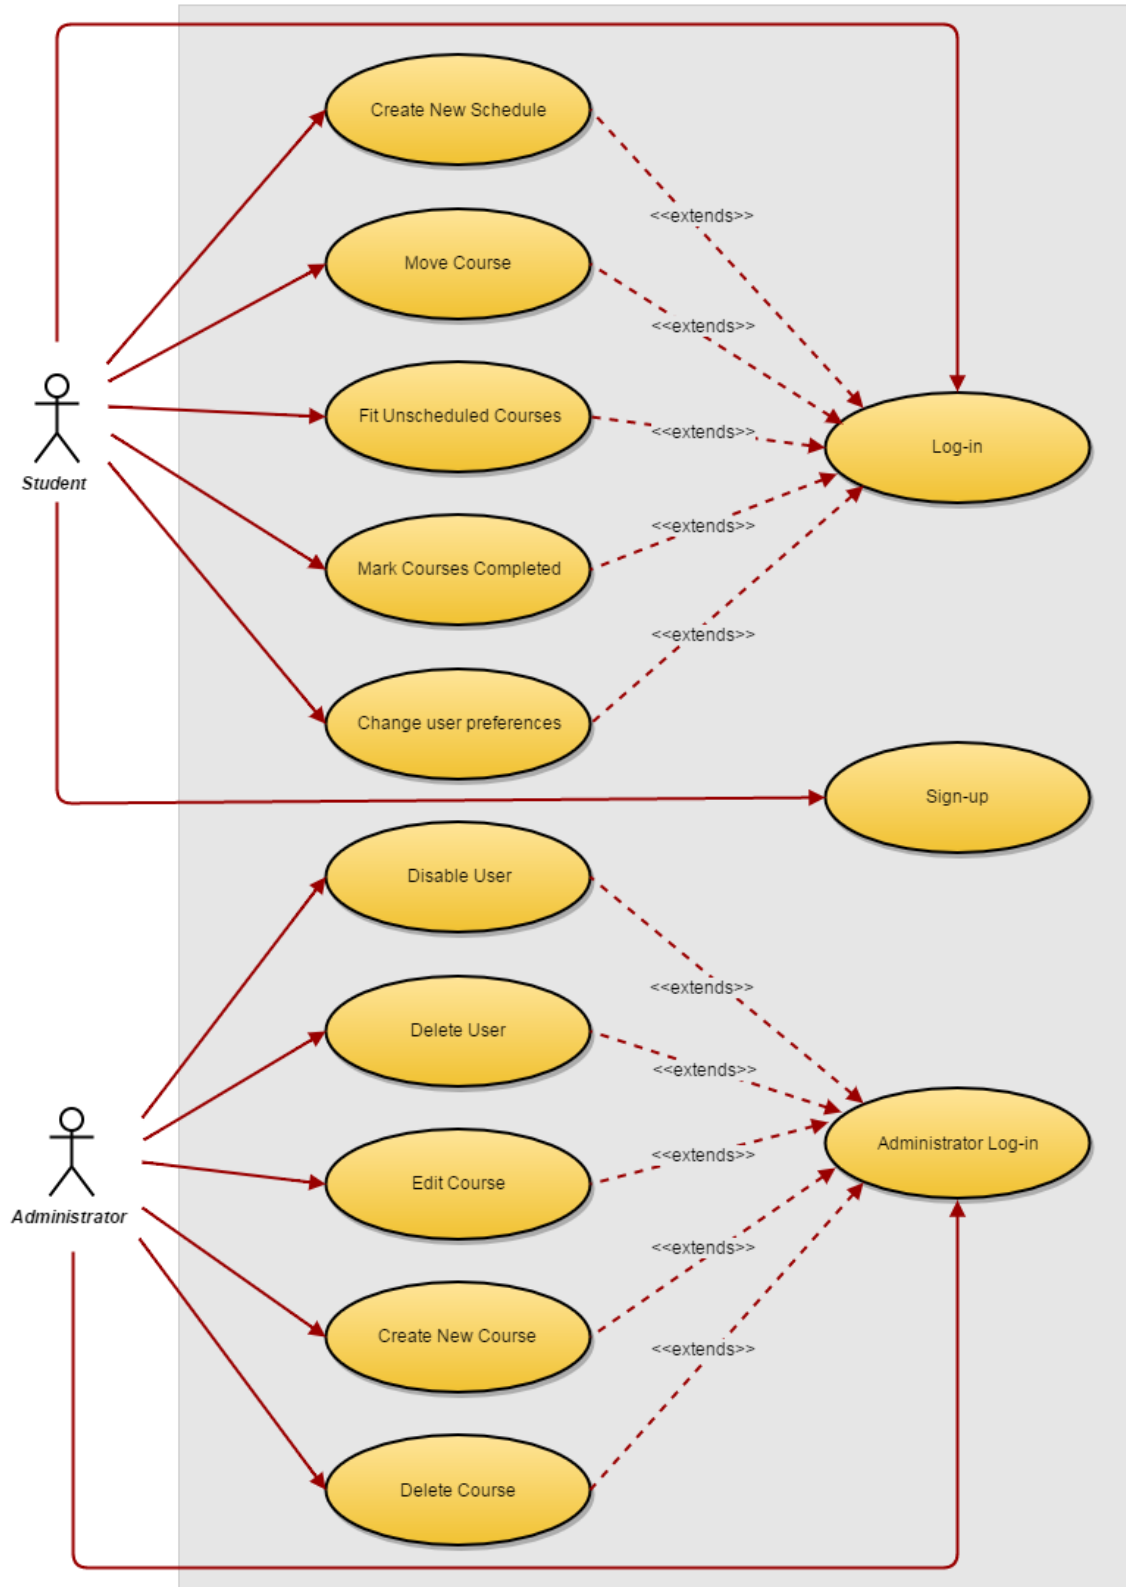 Create New Schedule
<<extends>>
Move Course
<<extends>>
Fit Unscheduled Courses
<<extends>>
Log-in
Student
<<extends>>
Mark Courses Completed
<<extends>>
Change user preferences
Sign-up
Disable User
<<extends>>
Delete User
<<extends>>
Administrator Log-in
<<extends>>
Edit Course
Administrator
<<extends>>
Create New Course
<<extends>>
Delete Course